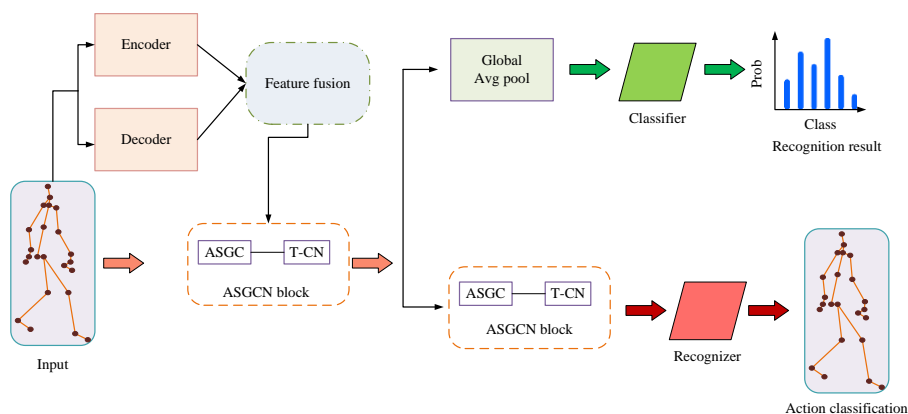 Encoder
Decoder
Feature fusion
Input
ASGC
T-CN
ASGCN block
Global
Avg pool
Classifier
Prob
Class
Recognition result
ASGC
T-CN
ASGCN block
Recognizer
Action classification